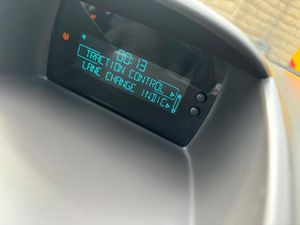 00:13
TRACTION CONTROL
LANE CHANGE INDIC